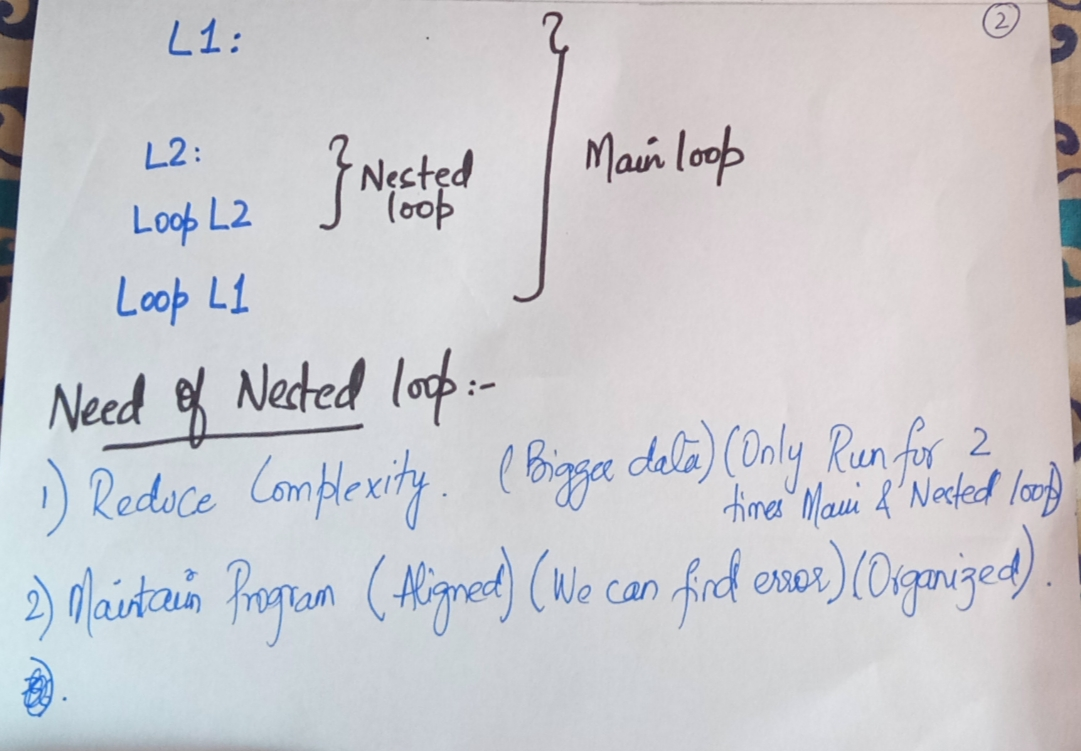 2
L1:
L2:
Nested
loop
Main loop
Loop L2
Loop L1
Need of Nested loop:-
1) Reduce Complexity. (Bigger data) (Only Run for 2
times Main & Nested loop)
2) Maintain Program (Aligned) (We can find error) (Organized).